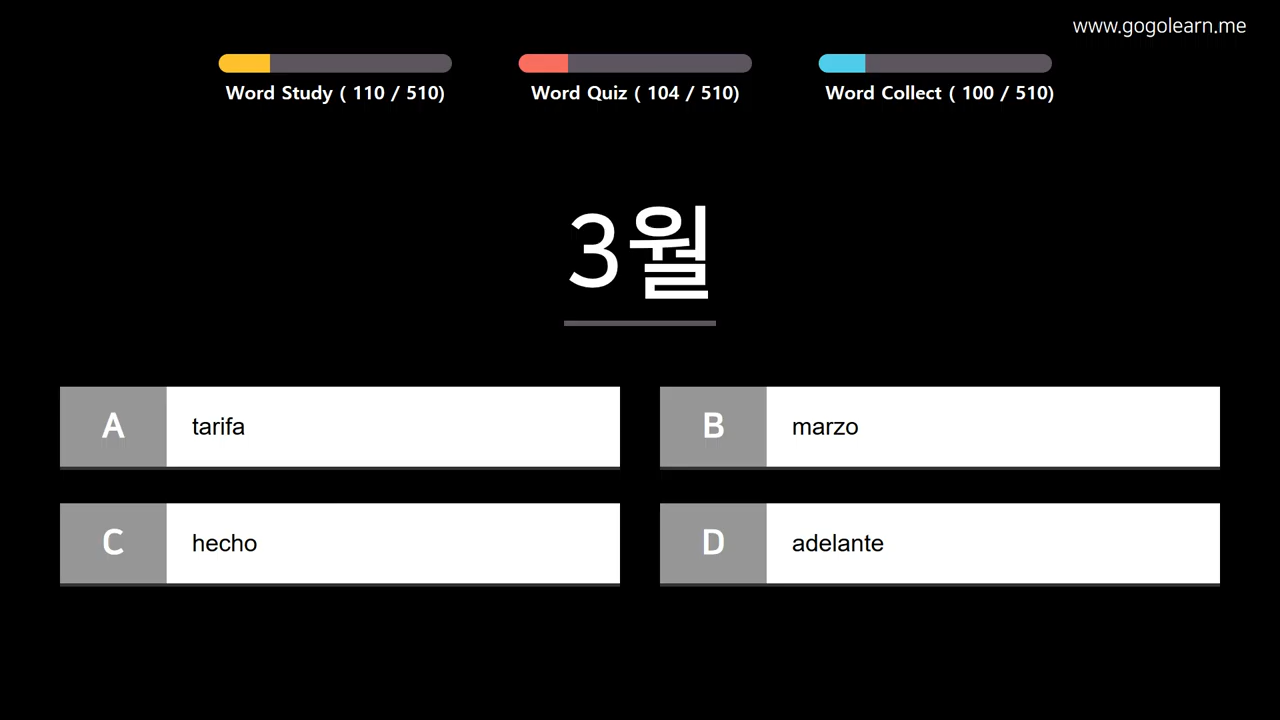 www.gogolearn.me
Word Study ( 110 / 510)
Word Quiz ( 104 / 510)
Word Collect ( 100 / 510)
3월
A tarifa
B marzo
C hecho
D adelante